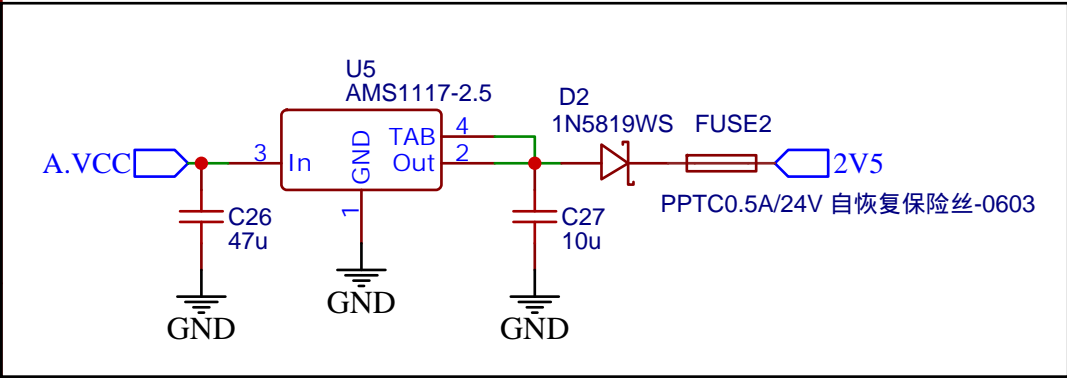 U5
AMS1117-2.5
D2
1N5819WS
FUSE2
A.VCC
3
In
GND
TAB
4
Out
2
1
2V5
PPTC0.5A/24V 自恢复保险丝-0603
C26
47u
C27
10u
GND
GND
GND